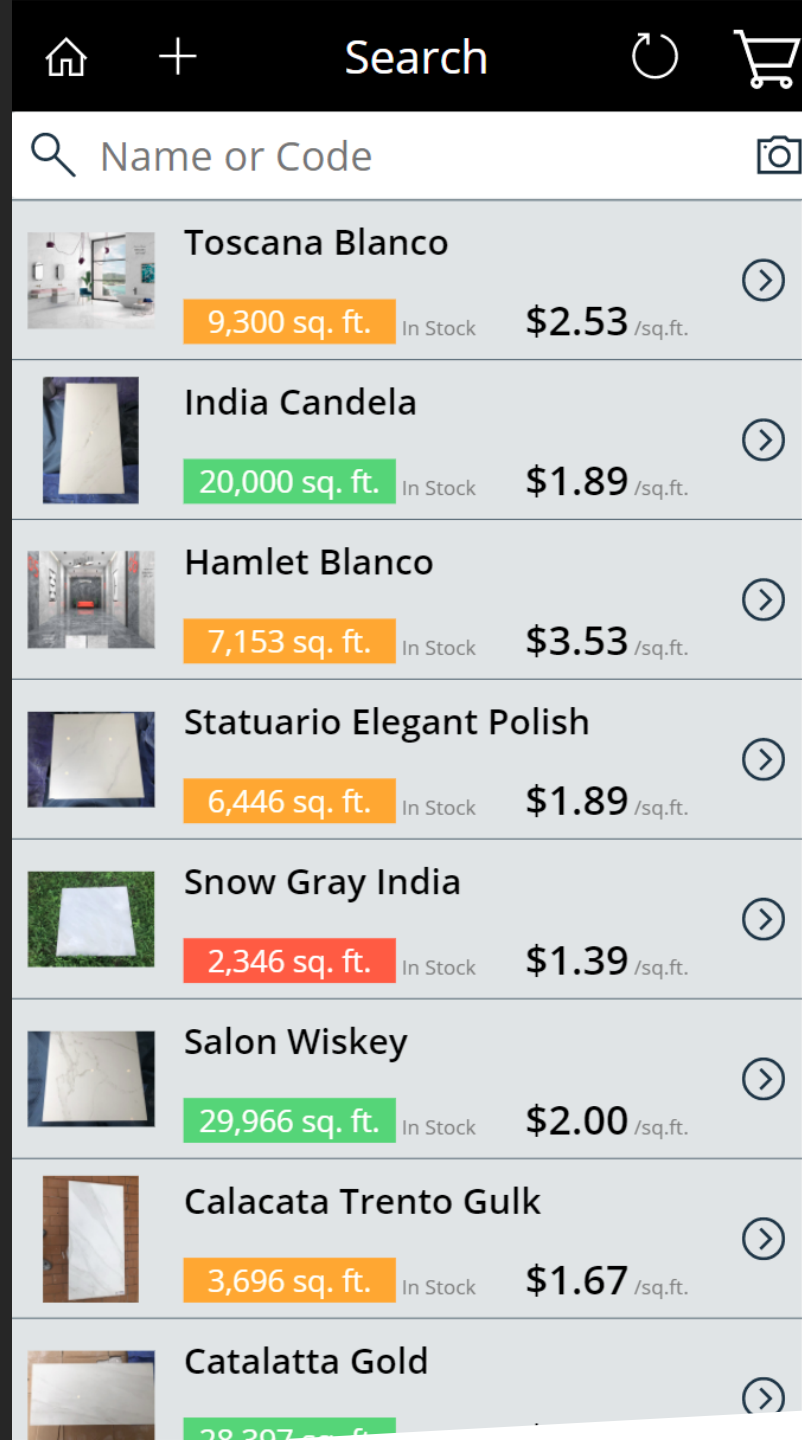 Search
Name or Code
Toscana Blanco
9,300 sq. ft. In Stock $2.53 /sq.ft.
India Candela
20,000 sq. ft. In Stock $1.89 /sq.ft.
Hamlet Blanco
7,153 sq. ft. In Stock $3.53 /sq.ft.
Statuario Elegant Polish
6,446 sq. ft. In Stock $1.89 /sq.ft.
Snow Gray India
2,346 sq. ft. In Stock $1.39 /sq.ft.
Salon Wiskey
29,966 sq. ft. In Stock $2.00 /sq.ft.
Calacata Trento Gulk
3,696 sq. ft. In Stock $1.67 /sq.ft.
Catalatta Gold
28,397 sq. ft.